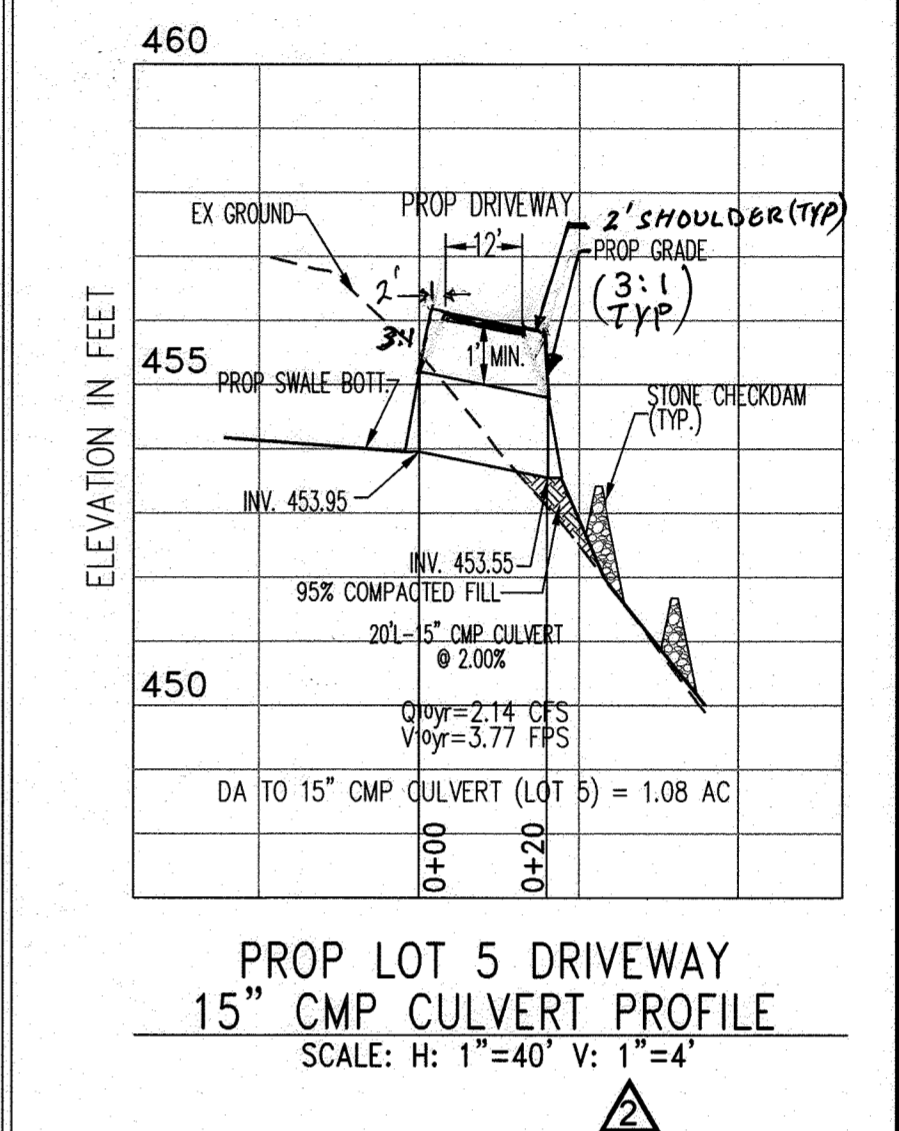 460
EX GROUND
PROP DRIVEWAY
2' SHOULDER (TYP)
12'
PROP GRADE
(3:1
TYP)
2'
3:1
1' MIN.
455
PROP SWALE BOTT.
STONE CHECKDAM
(TYP.)
ELEVATION IN FEET
INV. 453.95
INV. 453.55
95% COMPACTED FILL
20'L-15" CMP CULVERT
@ 2.00%
450
Q10yr=2.14 CFS
V10yr=3.77 FPS
DA TO 15" CMP CULVERT (LOT 5) = 1.08 AC
0+00
0+20
PROP LOT 5 DRIVEWAY
15" CMP CULVERT PROFILE
SCALE: H: 1"=40' V: 1"=4'
2